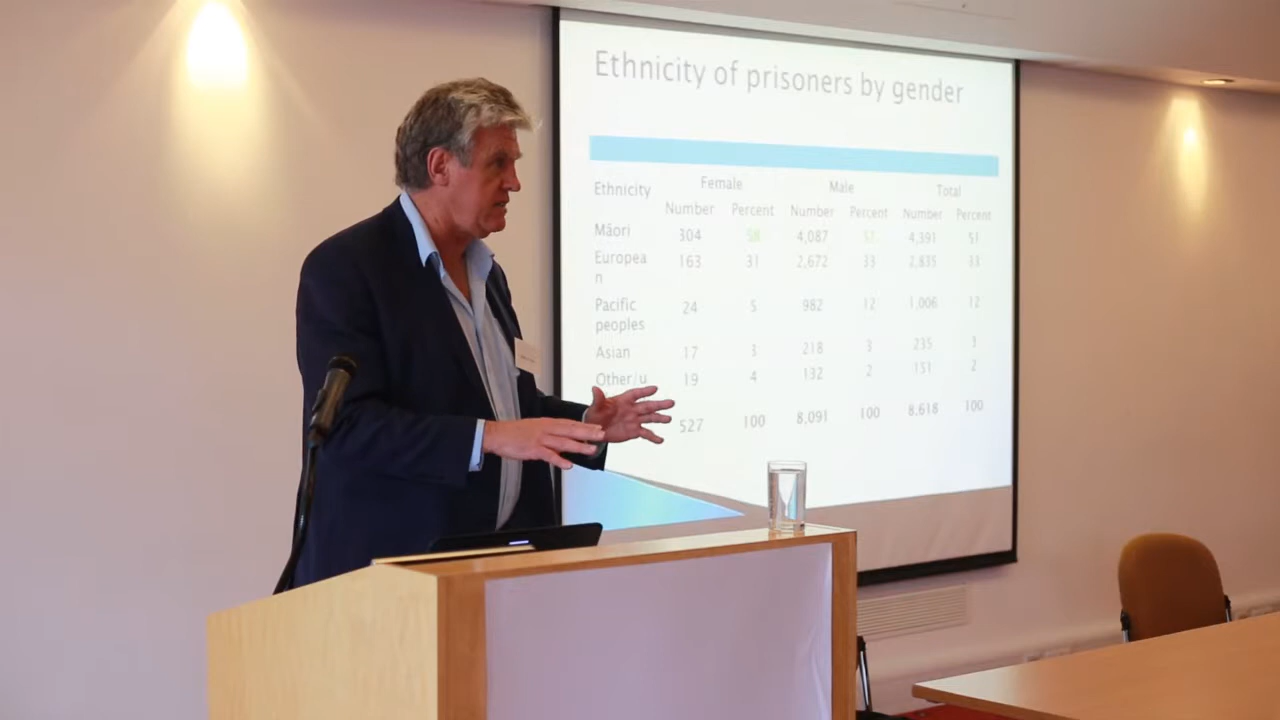 Ethnicity of prisoners by gender
Ethnicity Female Male Total
Number Percent Number Percent Number Percent
Māori 304 58 4,087 4,391 51
Europea 163 31 2,672 33 2,835 33
n
Pacific 24 5 982 12 1,006 12
peoples
Asian 17 3 218 3 235 3
Other/u 19 4 132 2 151 2
527 100 8,091 100 8,618 100